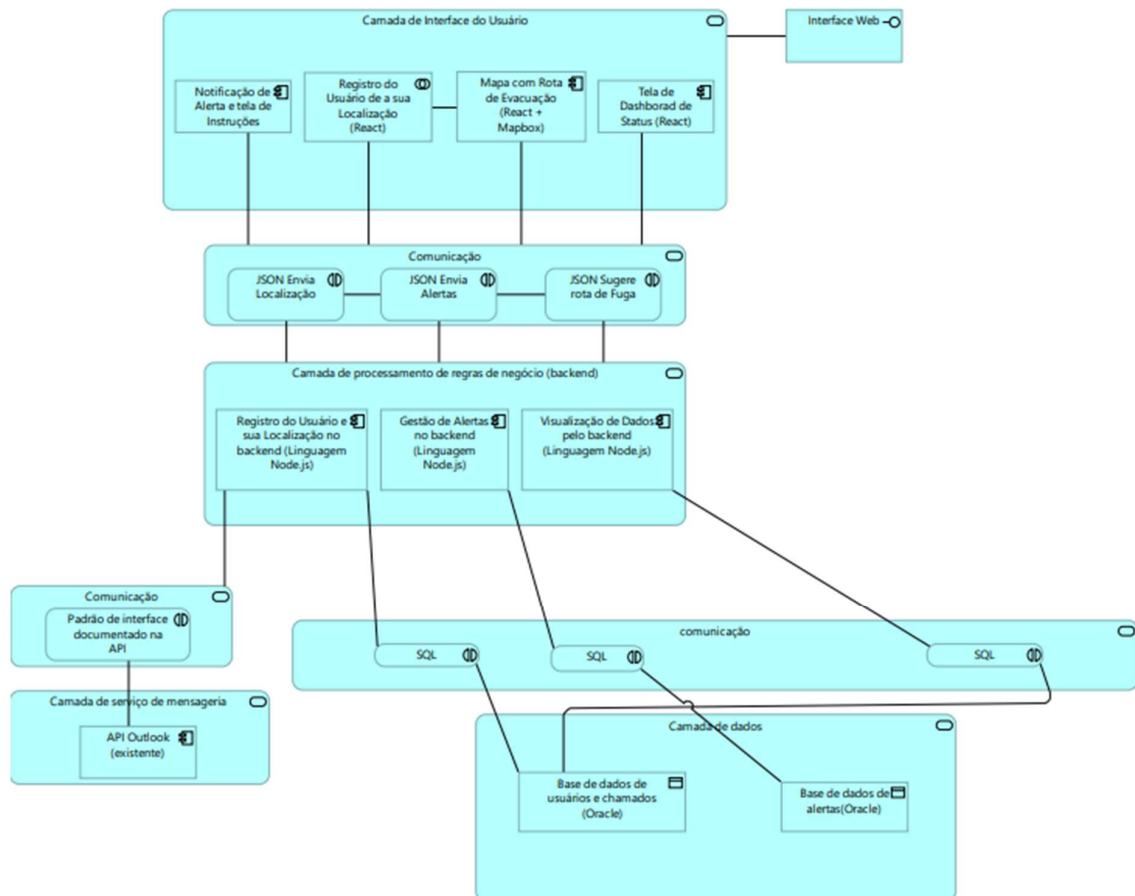 Camada de Interface do Usuário
Interface Web
Notificação de
Alerta e tela de
Instruções
Registro do
Usuário de a sua
Localização
(React)
Mapa com Rota
de Evacuação
(React +
Mapbox)
Tela de
Dashborad de
Status (React)
Comunicação
JSON Envia
Localização
JSON Envia
Alertas
JSON Sugere
rota de Fuga
Camada de processamento de regras de negócio (backend)
Registro do Usuário e
sua Localização no
backend (Linguagem
Node.js)
Gestão de Alertas
no backend
(Linguagem
Node.js)
Visualização de Dados
pelo backend
(Linguagem Node.js)
Comunicação
Padrão de interface
documentado na
API
comunicação
SQL
SQL
SQL
Camada de serviço de mensageria
API Outlook
(existente)
Camada de dados
Base de dados de
usuários e chamados
(Oracle)
Base de dados de
alertas(Oracle)